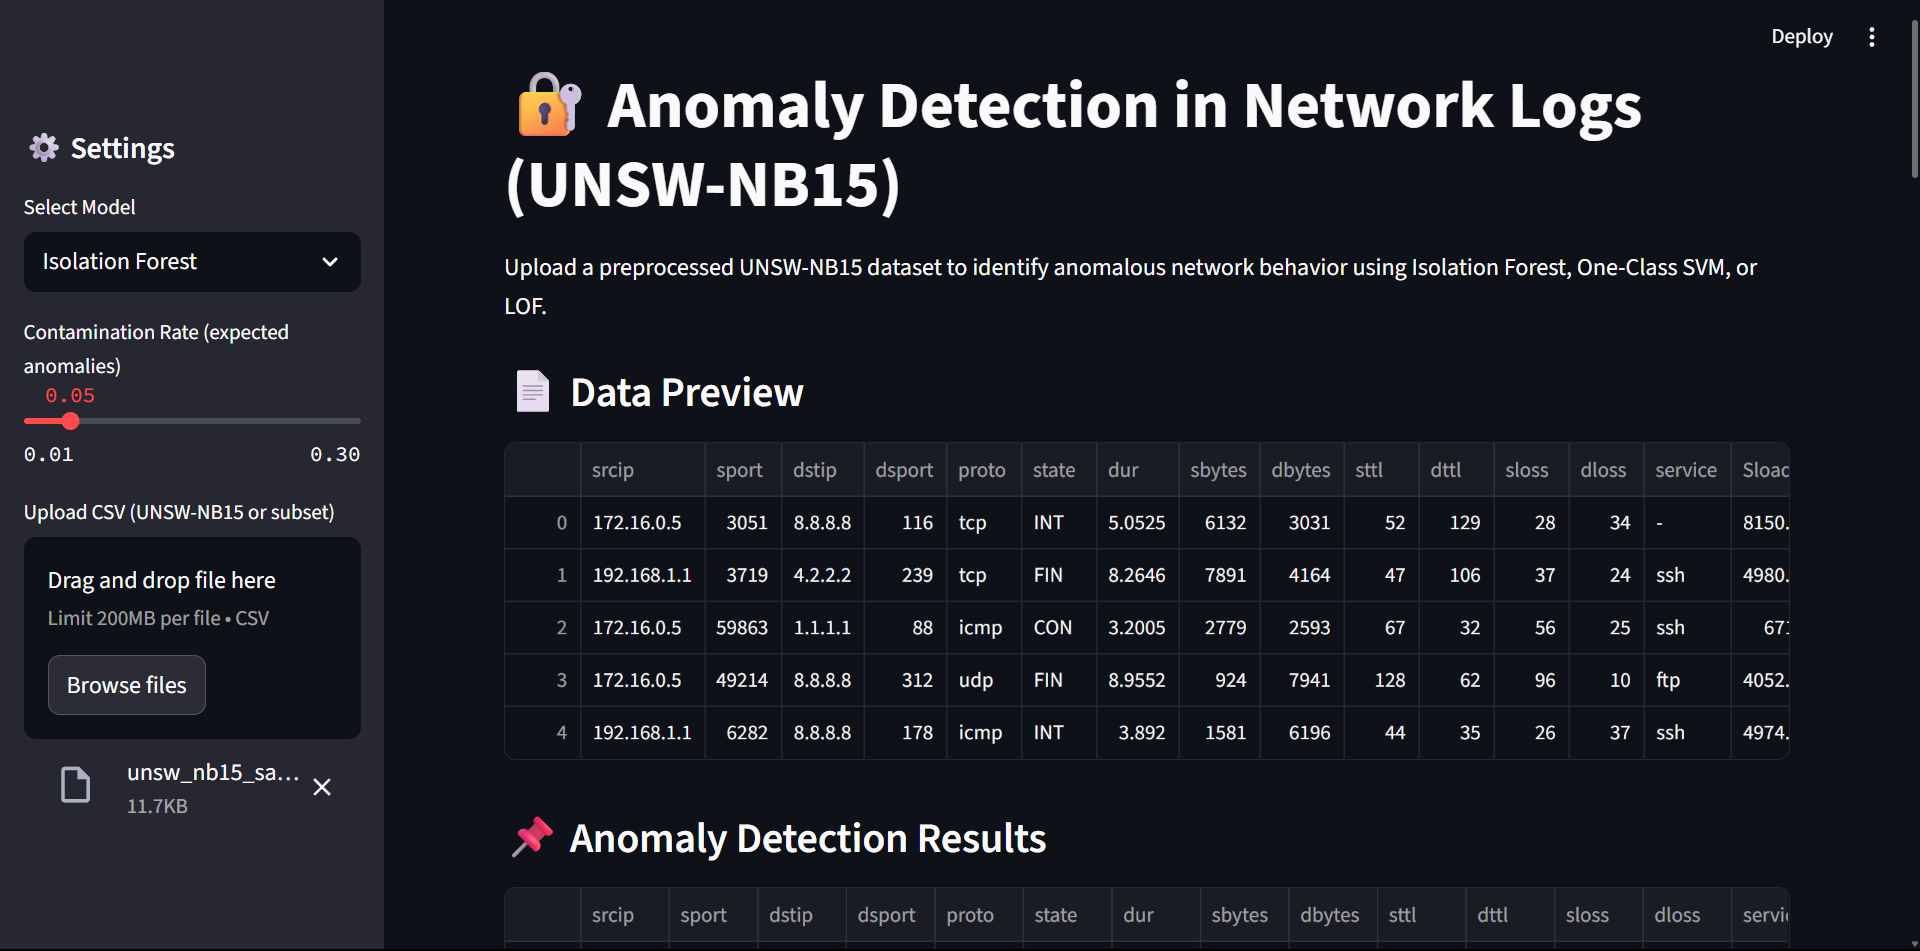 Deploy
Settings
Select Model
Isolation Forest
Contamination Rate (expected
anomalies)
0.05
0.01 0.30
Upload CSV (UNSW-NB15 or subset)
Drag and drop file here
Limit 200MB per file • CSV
Browse files
unsw_nb15_sa...
11.7KB
Anomaly Detection in Network Logs
(UNSW-NB15)
Upload a preprocessed UNSW-NB15 dataset to identify anomalous network behavior using Isolation Forest, One-Class SVM, or
LOF.
Data Preview
srcip sport dstip dsport proto state dur sbytes dbytes sttl dttl sloss dloss service Sload
0 172.16.0.5 3051 8.8.8.8 116 tcp INT 5.0525 6132 3031 52 129 28 34 - 8150.
1 192.168.1.1 3719 4.2.2.2 239 tcp FIN 8.2646 7891 4164 47 106 37 24 ssh 4980.
2 172.16.0.5 59863 1.1.1.1 88 icmp CON 3.2005 2779 2593 67 32 56 25 ssh
3 172.16.0.5 49214 8.8.8.8 312 udp FIN 8.9552 924 7941 128 62 96 10 ftp 4052.
4 192.168.1.1 6282 8.8.8.8 178 icmp INT 3.892 1581 6196 44 35 26 37 ssh 4974.
Anomaly Detection Results
srcip sport dstip dsport proto state dur sbytes dbytes sttl dttl sloss dloss